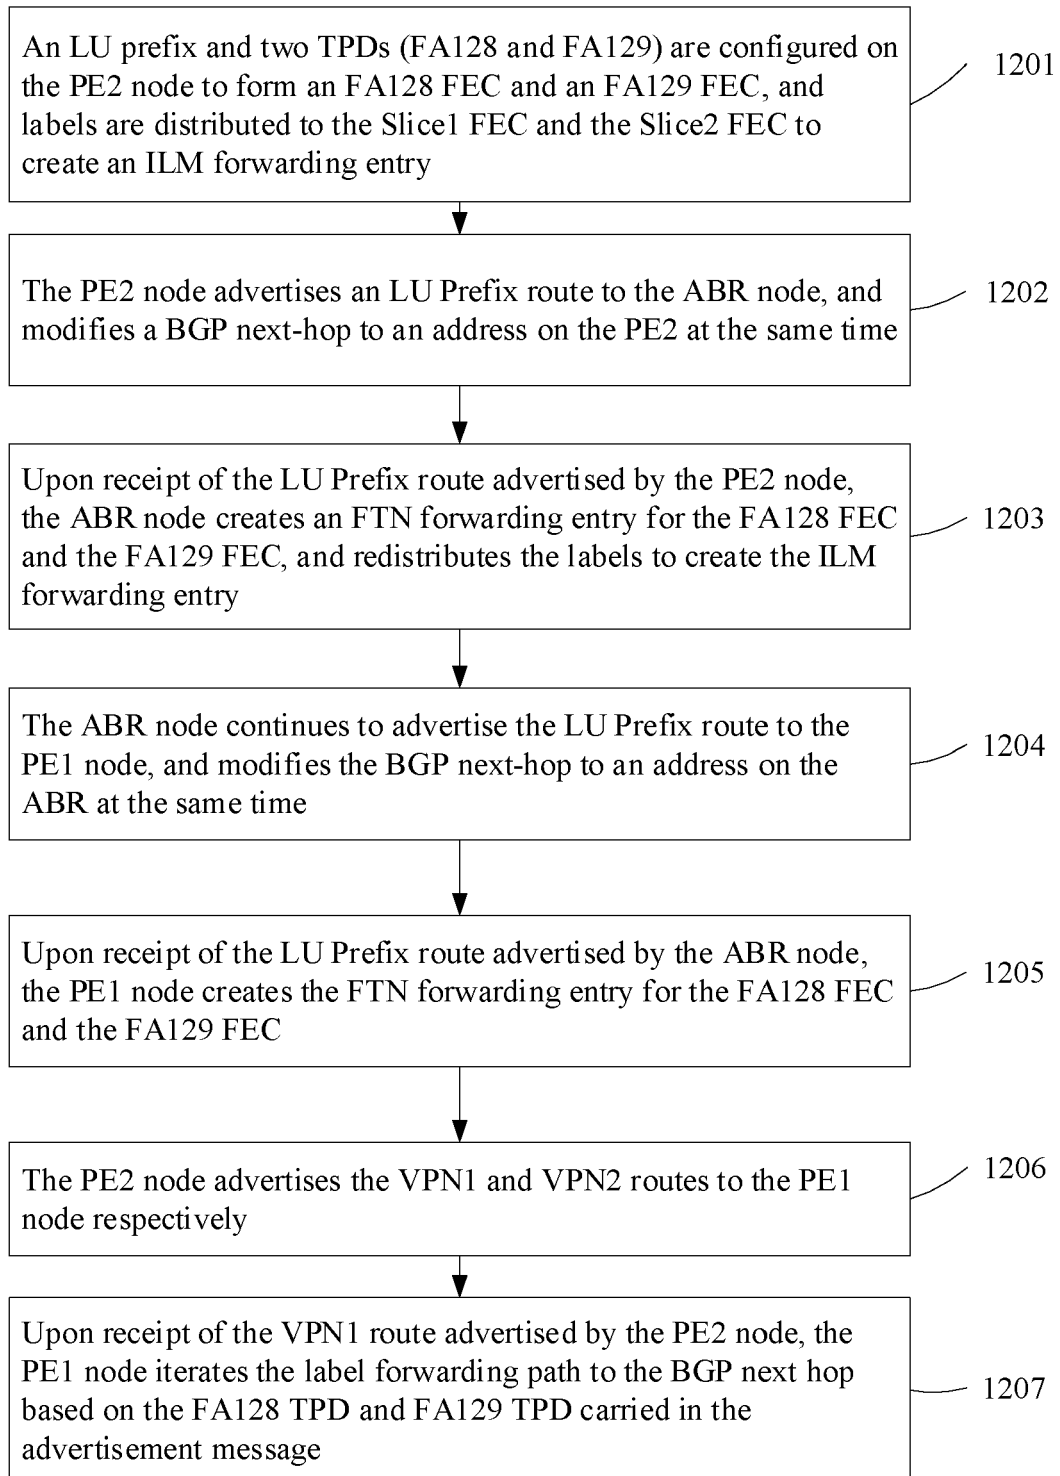 An LU prefix and two TPDs (FA128 and FA129) are configured on
the PE2 node to form an FA128 FEC and an FA129 FEC, and
labels are distributed to the Slice1 FEC and the Slice2 FEC to
create an ILM forwarding entry
1201
The PE2 node advertises an LU Prefix route to the ABR node, and
modifies a BGP next-hop to an address on the PE2 at the same time
1202
Upon receipt of the LU Prefix route advertised by the PE2 node,
the ABR node creates an FTN forwarding entry for the FA128 FEC
and the FA129 FEC, and redistributes the labels to create the ILM
forwarding entry
1203
The ABR node continues to advertise the LU Prefix route to the
PE1 node, and modifies the BGP next-hop to an address on the
ABR at the same time
1204
Upon receipt of the LU Prefix route advertised by the ABR node,
the PE1 node creates the FTN forwarding entry for the FA128 FEC
and the FA129 FEC
1205
The PE2 node advertises the VPN1 and VPN2 routes to the PE1
node respectively
1206
Upon receipt of the VPN1 route advertised by the PE2 node, the
PE1 node iterates the label forwarding path to the BGP next hop
based on the FA128 TPD and FA129 TPD carried in the
advertisement message
1207